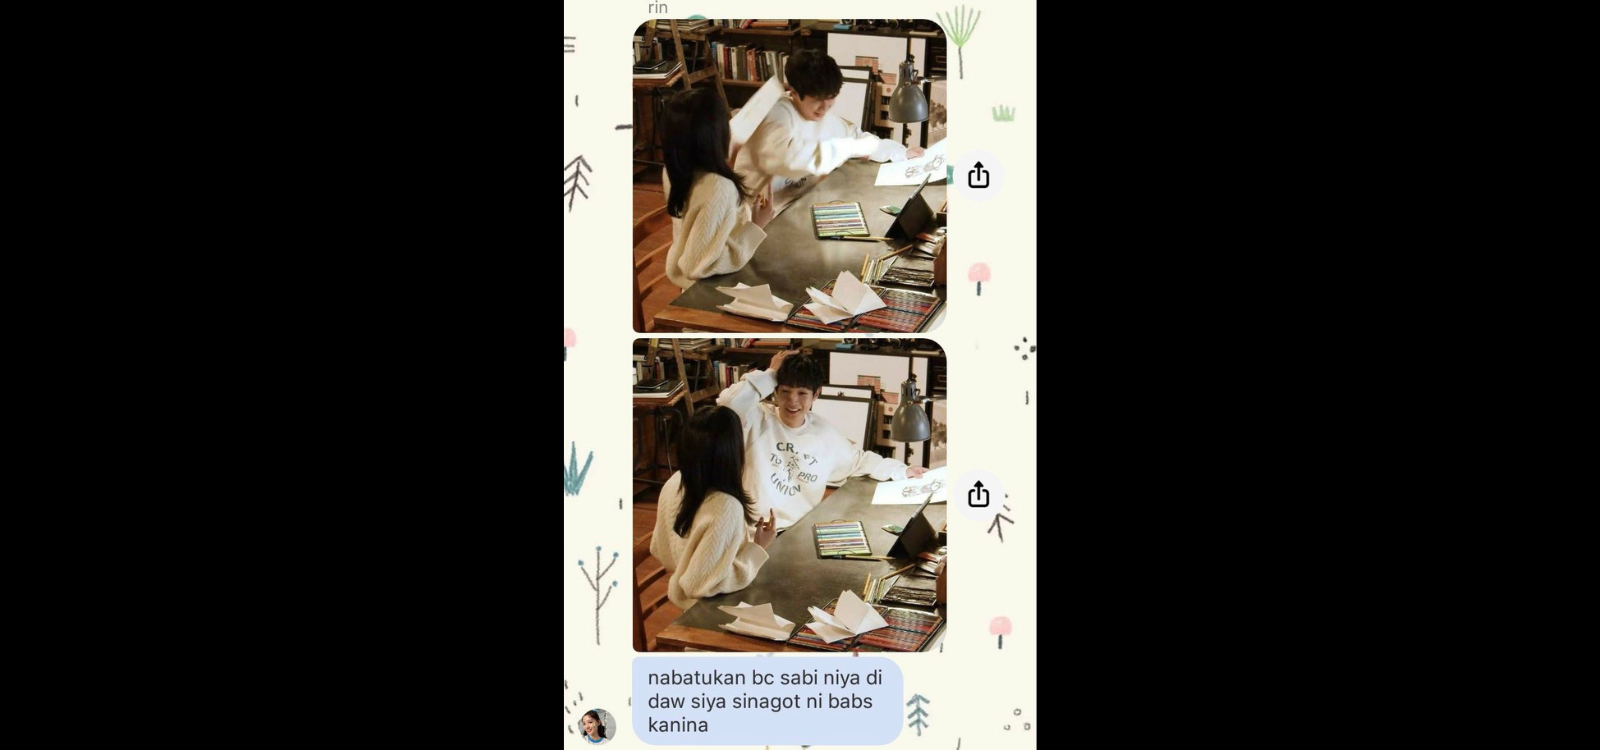 rin
C.R.
TO PRO
UNION
nabatukan bc sabi niya di
daw siya sinagot ni babs
kanina